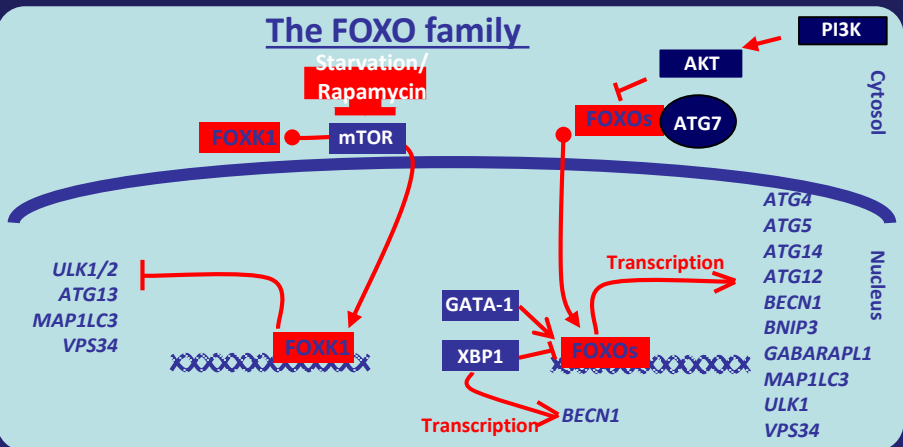 The FOXO family
PI3K
AKT
Cytosol
Starvation/
Rapamycin
FOXK1
mTOR
FOXOs
ATG7
ATG4
ATG5
ATG14
ATG12
BECN1
BNIP3
GABARAPL1
MAP1LC3
ULK1
VPS34
Nucleus
Transcription
ULK1/2
ATG13
MAP1LC3
VPS34
FOXK1
GATA-1
XBP1
FOXOs
Transcription
BECN1